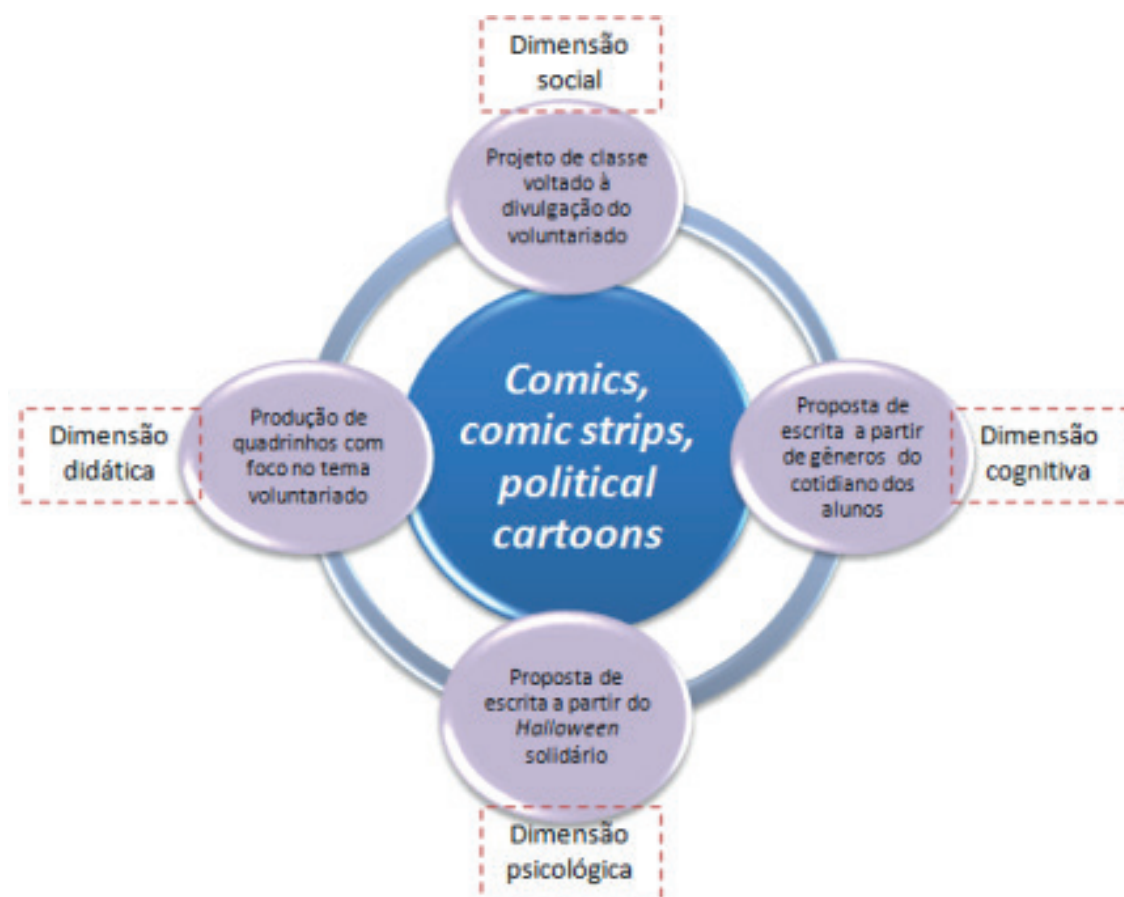 Dimensão
social
Projeto de classe
voltado à
divulgação do
voluntariado
Comics,
comic strips,
political
cartoons
Dimensão
didática
Produção de
quadrinhos com
foco no tema
voluntariado
Proposta de
escrita a partir
de gêneros do
cotidiano dos
alunos
Dimensão
cognitiva
Proposta de
escrita a partir do
Halloween
solidário
Dimensão
psicológica